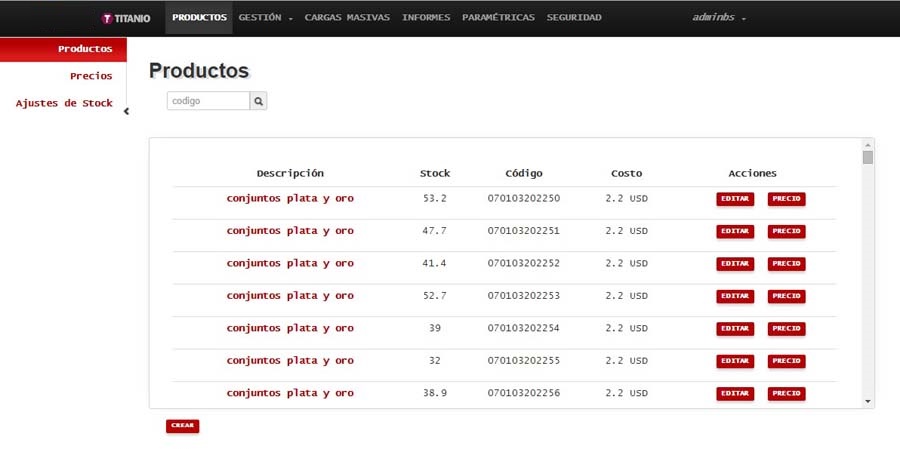 TITANIO PRODUCTOS GESTIÓN CARGAS MASIVAS INFORMES PARAMÉTRICAS SEGURIDAD adminbs
Productos
Precios
Ajustes de Stock
Productos
codigo
Descripción Stock Código Costo Acciones
conjuntos plata y oro 53.2 070103202250 2.2 USD EDITAR PRECIO
conjuntos plata y oro 47.7 070103202251 2.2 USD EDITAR PRECIO
conjuntos plata y oro 41.4 070103202252 2.2 USD EDITAR PRECIO
conjuntos plata y oro 52.7 070103202253 2.2 USD EDITAR PRECIO
conjuntos plata y oro 39 070103202254 2.2 USD EDITAR PRECIO
conjuntos plata y oro 32 070103202255 2.2 USD EDITAR PRECIO
conjuntos plata y oro 38.9 070103202256 2.2 USD EDITAR PRECIO
CREAR